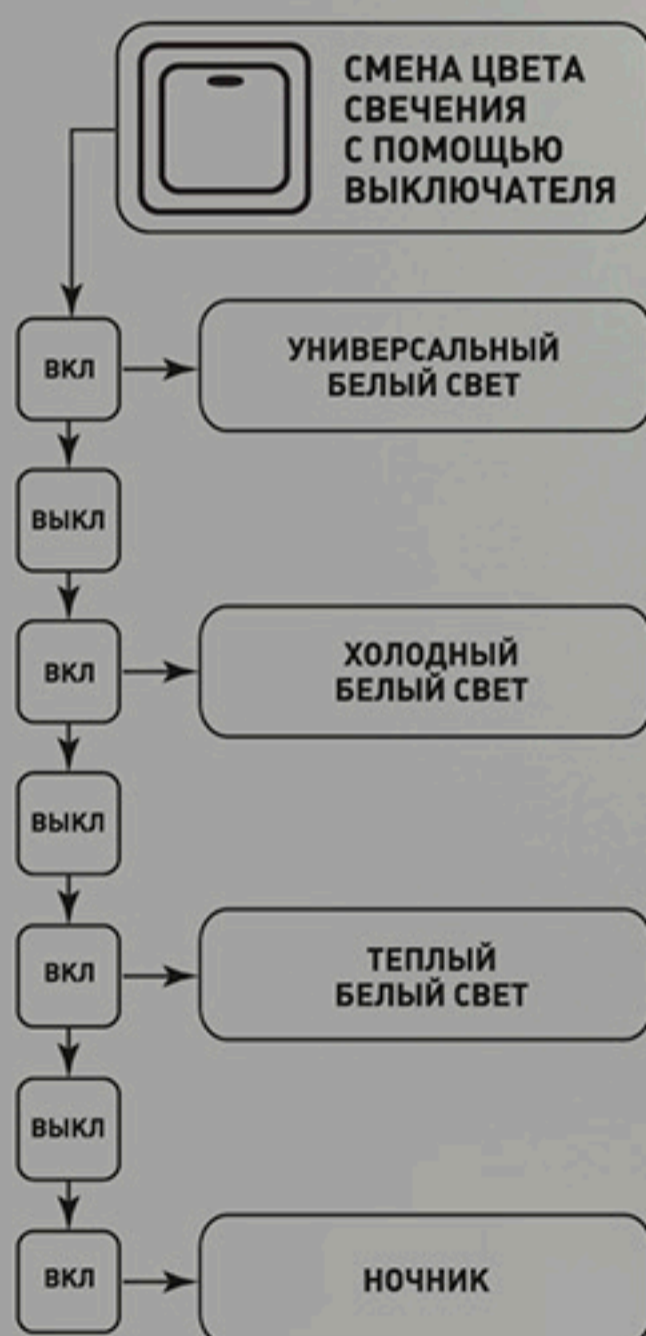 СМЕНА ЦВЕТА
СВЕЧЕНИЯ
С ПОМОЩЬЮ
ВЫКЛЮЧАТЕЛЯ
ВКЛ
УНИВЕРСАЛЬНЫЙ
БЕЛЫЙ СВЕТ
ВЫКЛ
ВКЛ
ХОЛОДНЫЙ
БЕЛЫЙ СВЕТ
ВЫКЛ
ВКЛ
ТЕПЛЫЙ
БЕЛЫЙ СВЕТ
ВЫКЛ
ВКЛ
НОЧНИК